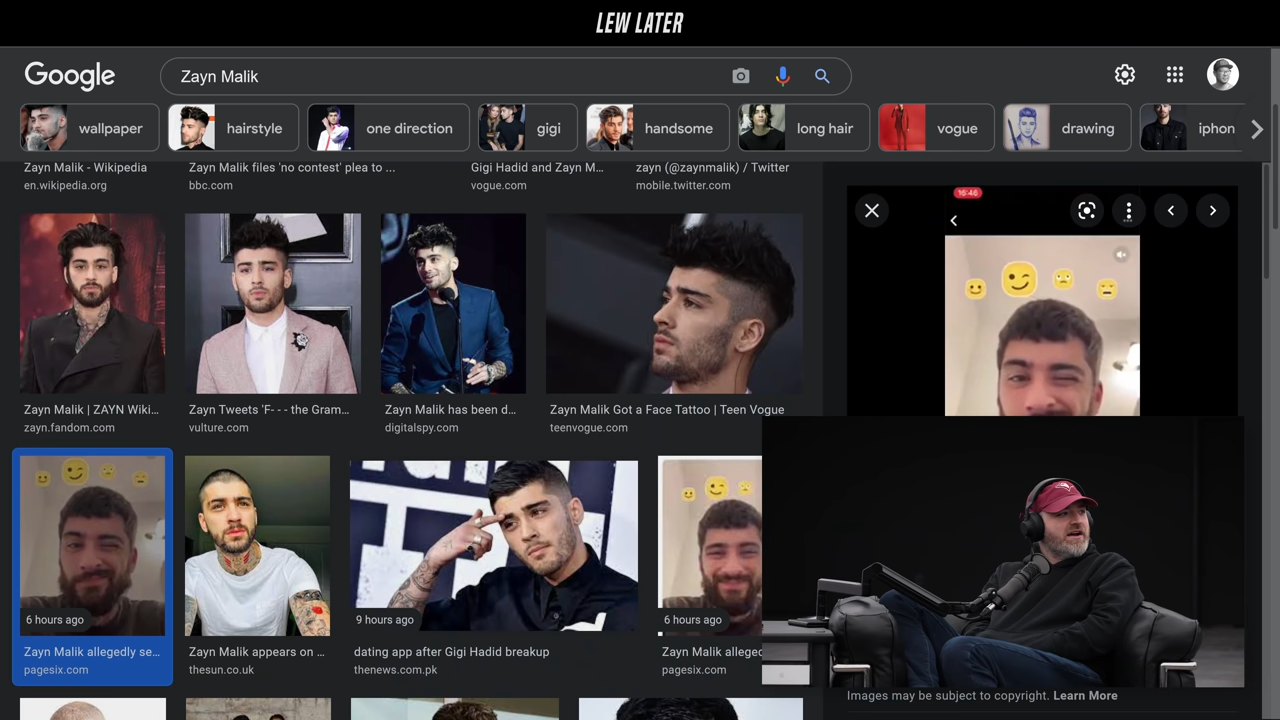 LEW LATER
Google
Zayn Malik
wallpaper
hairstyle
one direction
gigi
handsome
long hair
vogue
drawing
iphon
Zayn Malik - Wikipedia
en.wikipedia.org
Zayn Malik files 'no contest' plea to ...
bbc.com
Gigi Hadid and Zayn M...
vogue.com
zayn (@zaynmalik) / Twitter
mobile.twitter.com
16:46
Zayn Malik | ZAYN Wiki...
zayn.fandom.com
Zayn Tweets 'F- - - the Gram...
vulture.com
Zayn Malik has been d...
digitalspy.com
Zayn Malik Got a Face Tattoo | Teen Vogue
teenvogue.com
6 hours ago
Zayn Malik allegedly se...
pagesix.com
Zayn Malik appears on ...
thesun.co.uk
9 hours ago
dating app after Gigi Hadid breakup
thenews.com.pk
6 hours ago
Zayn Malik alleged
pagesix.com
Images may be subject to copyright. Learn More